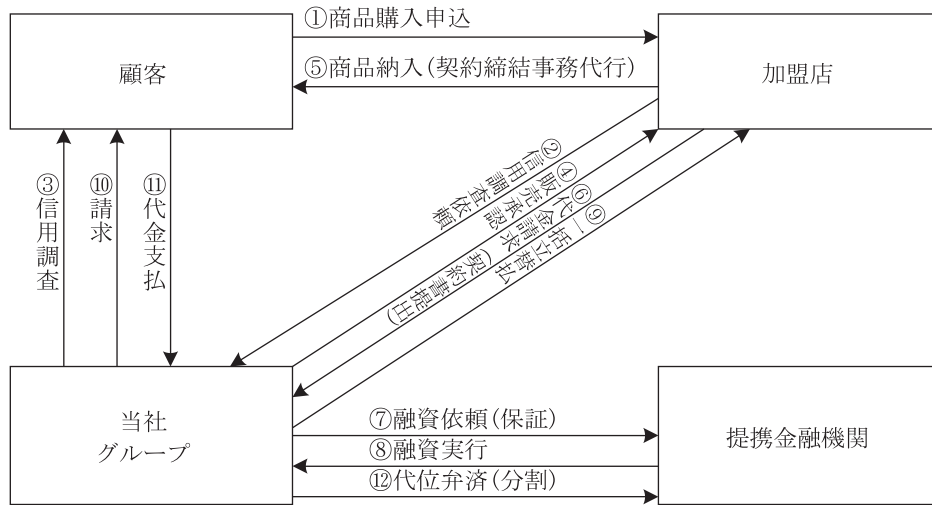 ①商品購入申込
顧客
加盟店
⑤商品納入(契約締結事務代行)
②信用調査依頼
④販売承認
⑥代金請求(契約書提出)
⑨一括立替払
③信用調査
⑩請求
⑪代金支払
当社
グループ
⑦融資依頼(保証)
⑧融資実行
⑫代位弁済(分割)
提携金融機関